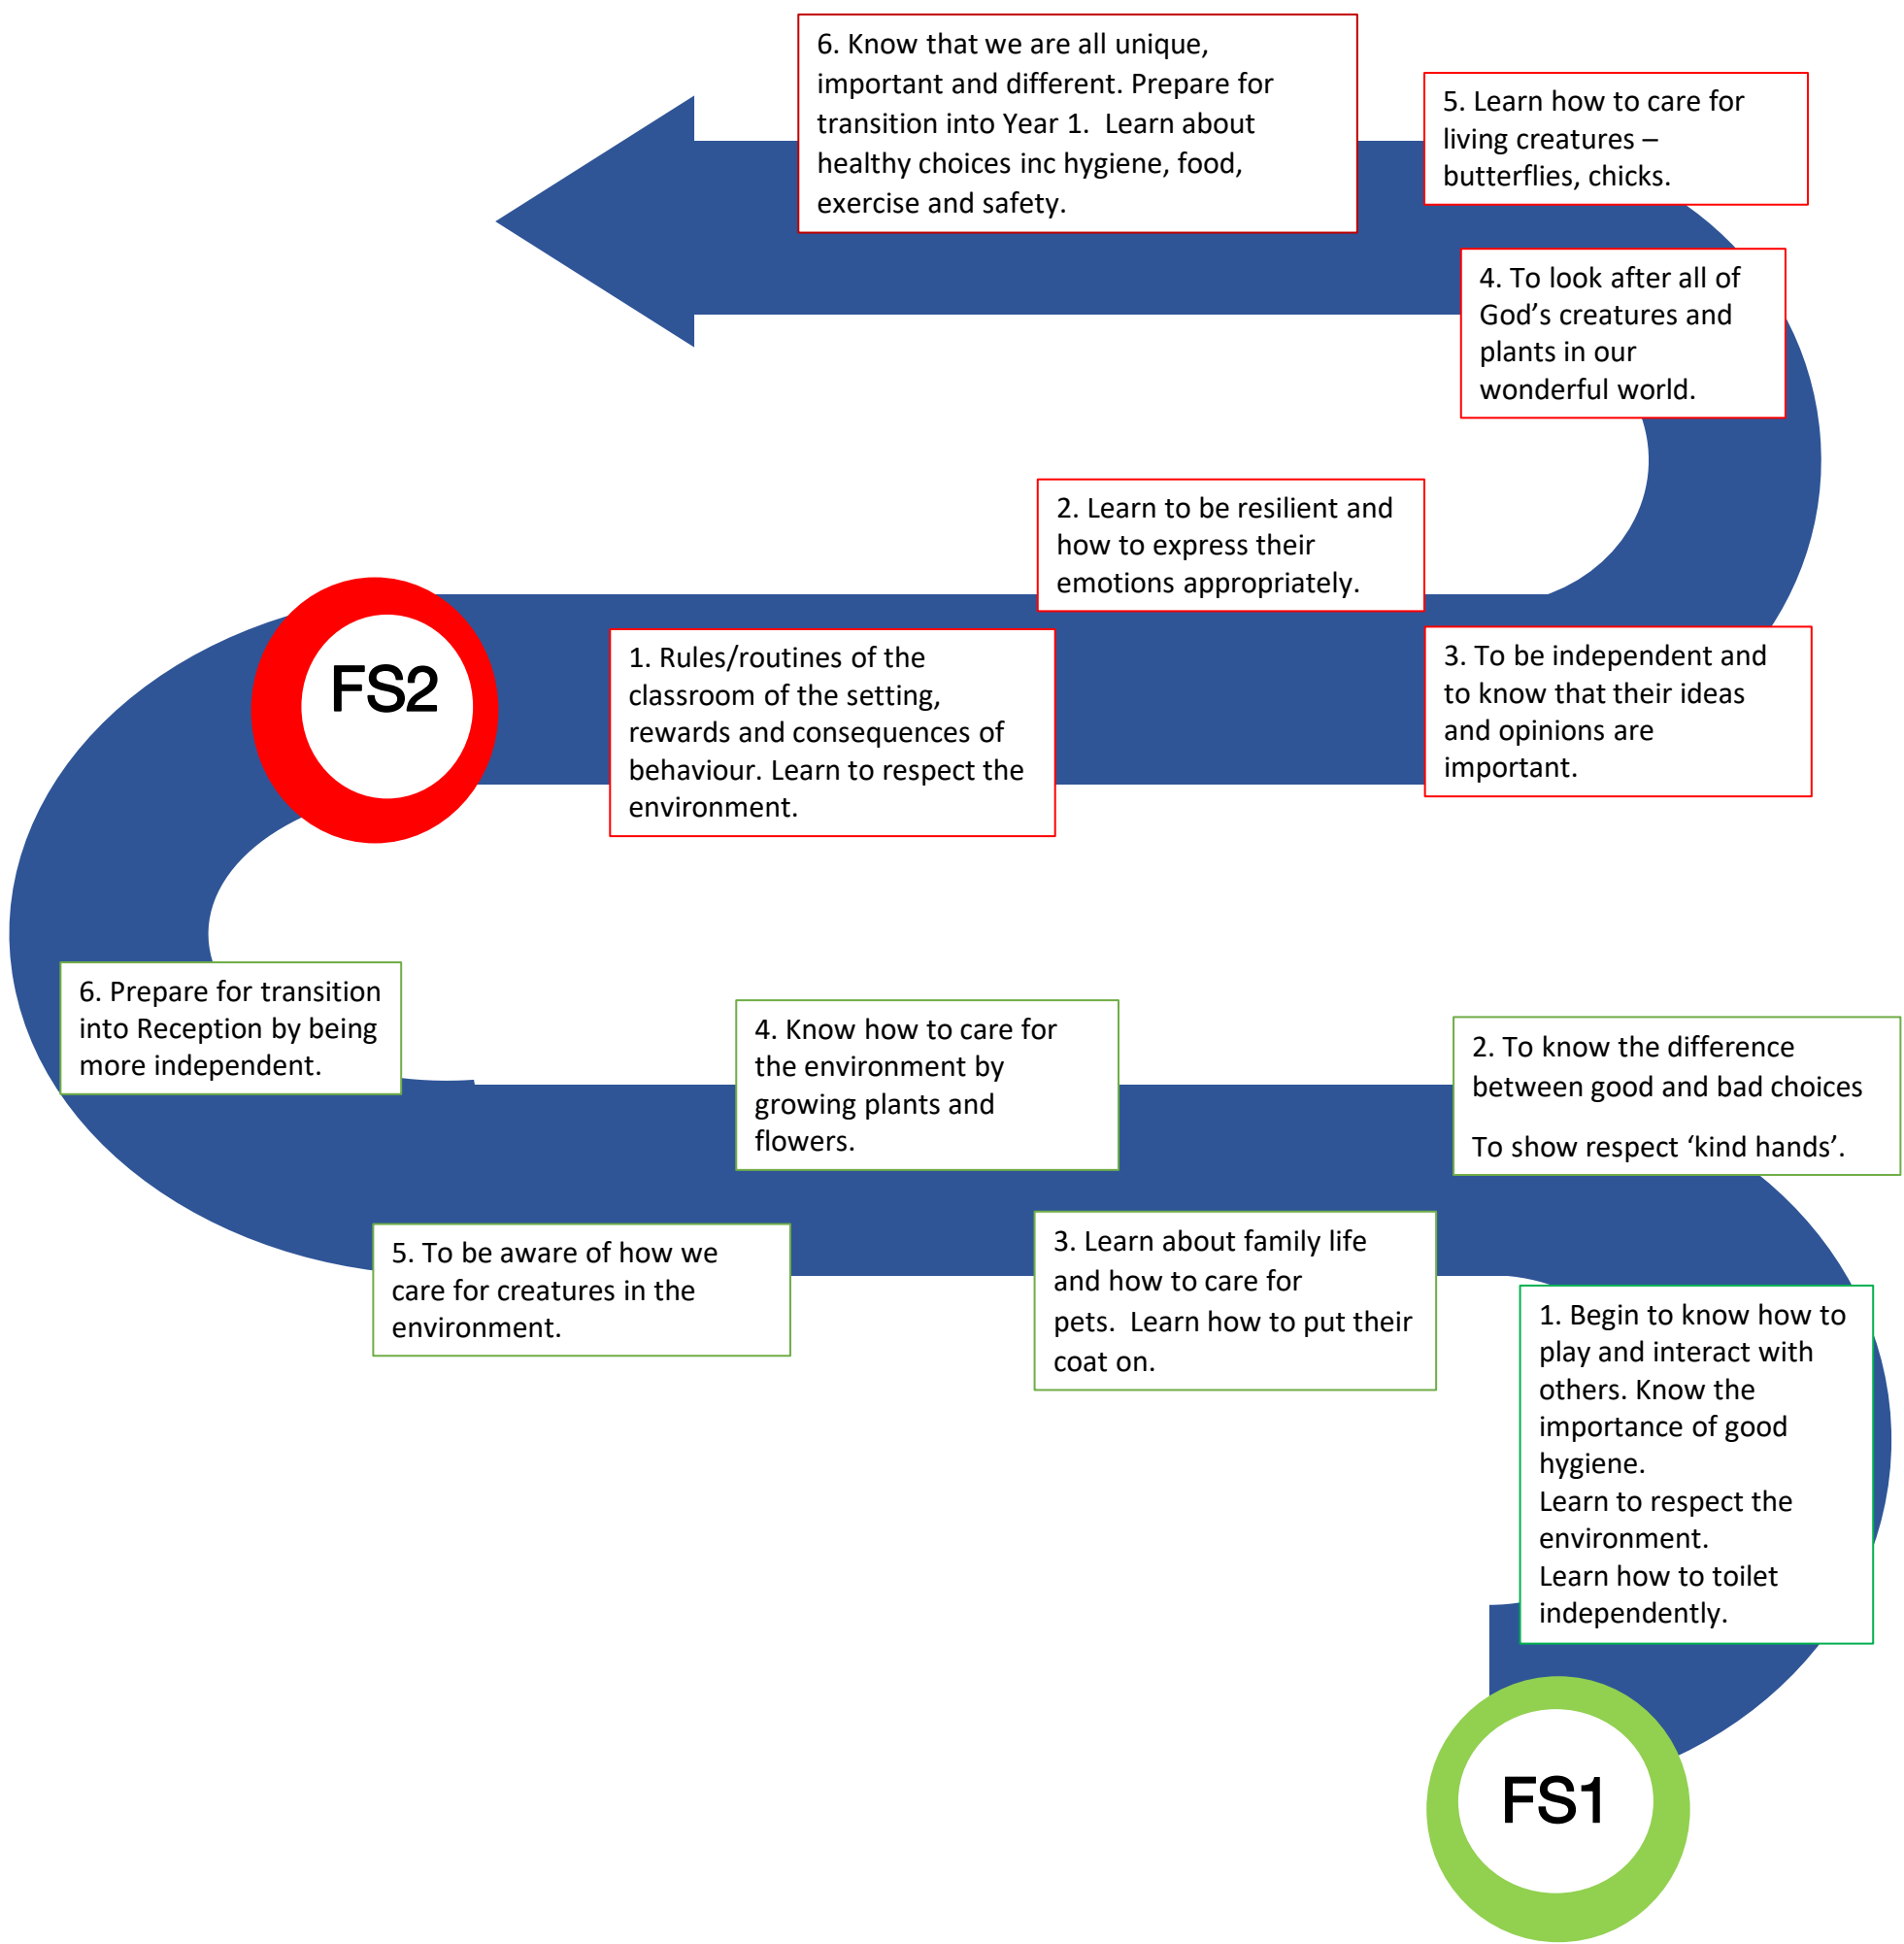 6. Know that we are all unique,
important and different. Prepare for
transition into Year 1.  Learn about
healthy choices inc hygiene, food,
exercise and safety.
5. Learn how to care for
living creatures –
butterflies, chicks.
4. To look after all of
God’s creatures and
plants in our
wonderful world.
2. Learn to be resilient and
how to express their
emotions appropriately.
FS2
1. Rules/routines of the
classroom of the setting,
rewards and consequences of
behaviour. Learn to respect the
environment.
3. To be independent and
to know that their ideas
and opinions are
important.
6. Prepare for transition
into Reception by being
more independent.
4. Know how to care for
the environment by
growing plants and
flowers.
2. To know the difference
between good and bad choices
To show respect ‘kind hands’.
5. To be aware of how we
care for creatures in the
environment.
3. Learn about family life
and how to care for
pets.  Learn how to put their
coat on.
1. Begin to know how to
play and interact with
others. Know the
importance of good
hygiene.
Learn to respect the
environment.
Learn how to toilet
independently.
FS1